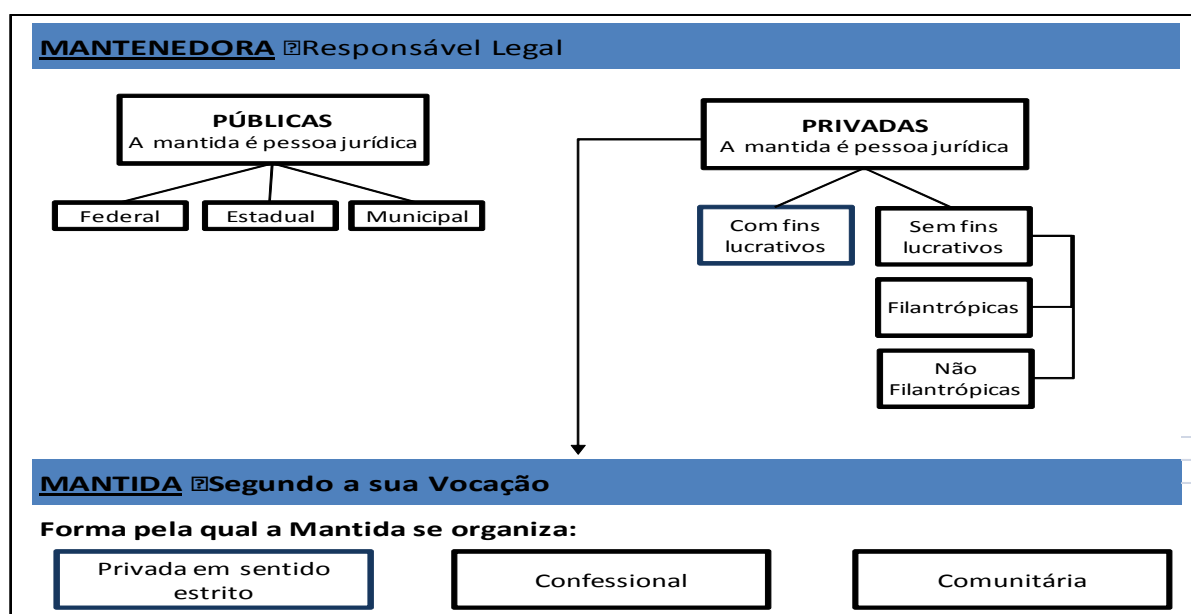 MANTENEDORA ⍰Responsável Legal
PÚBLICAS
A mantida é pessoa jurídica
Federal
Estadual
Municipal
PRIVADAS
A mantida é pessoa jurídica
Com fins
lucrativos
Sem fins
lucrativos
Filantrópicas
Não
Filantrópicas
MANTIDA ⍰Segundo a sua Vocação
Forma pela qual a Mantida se organiza:
Privada em sentido
estrito
Confessional
Comunitária